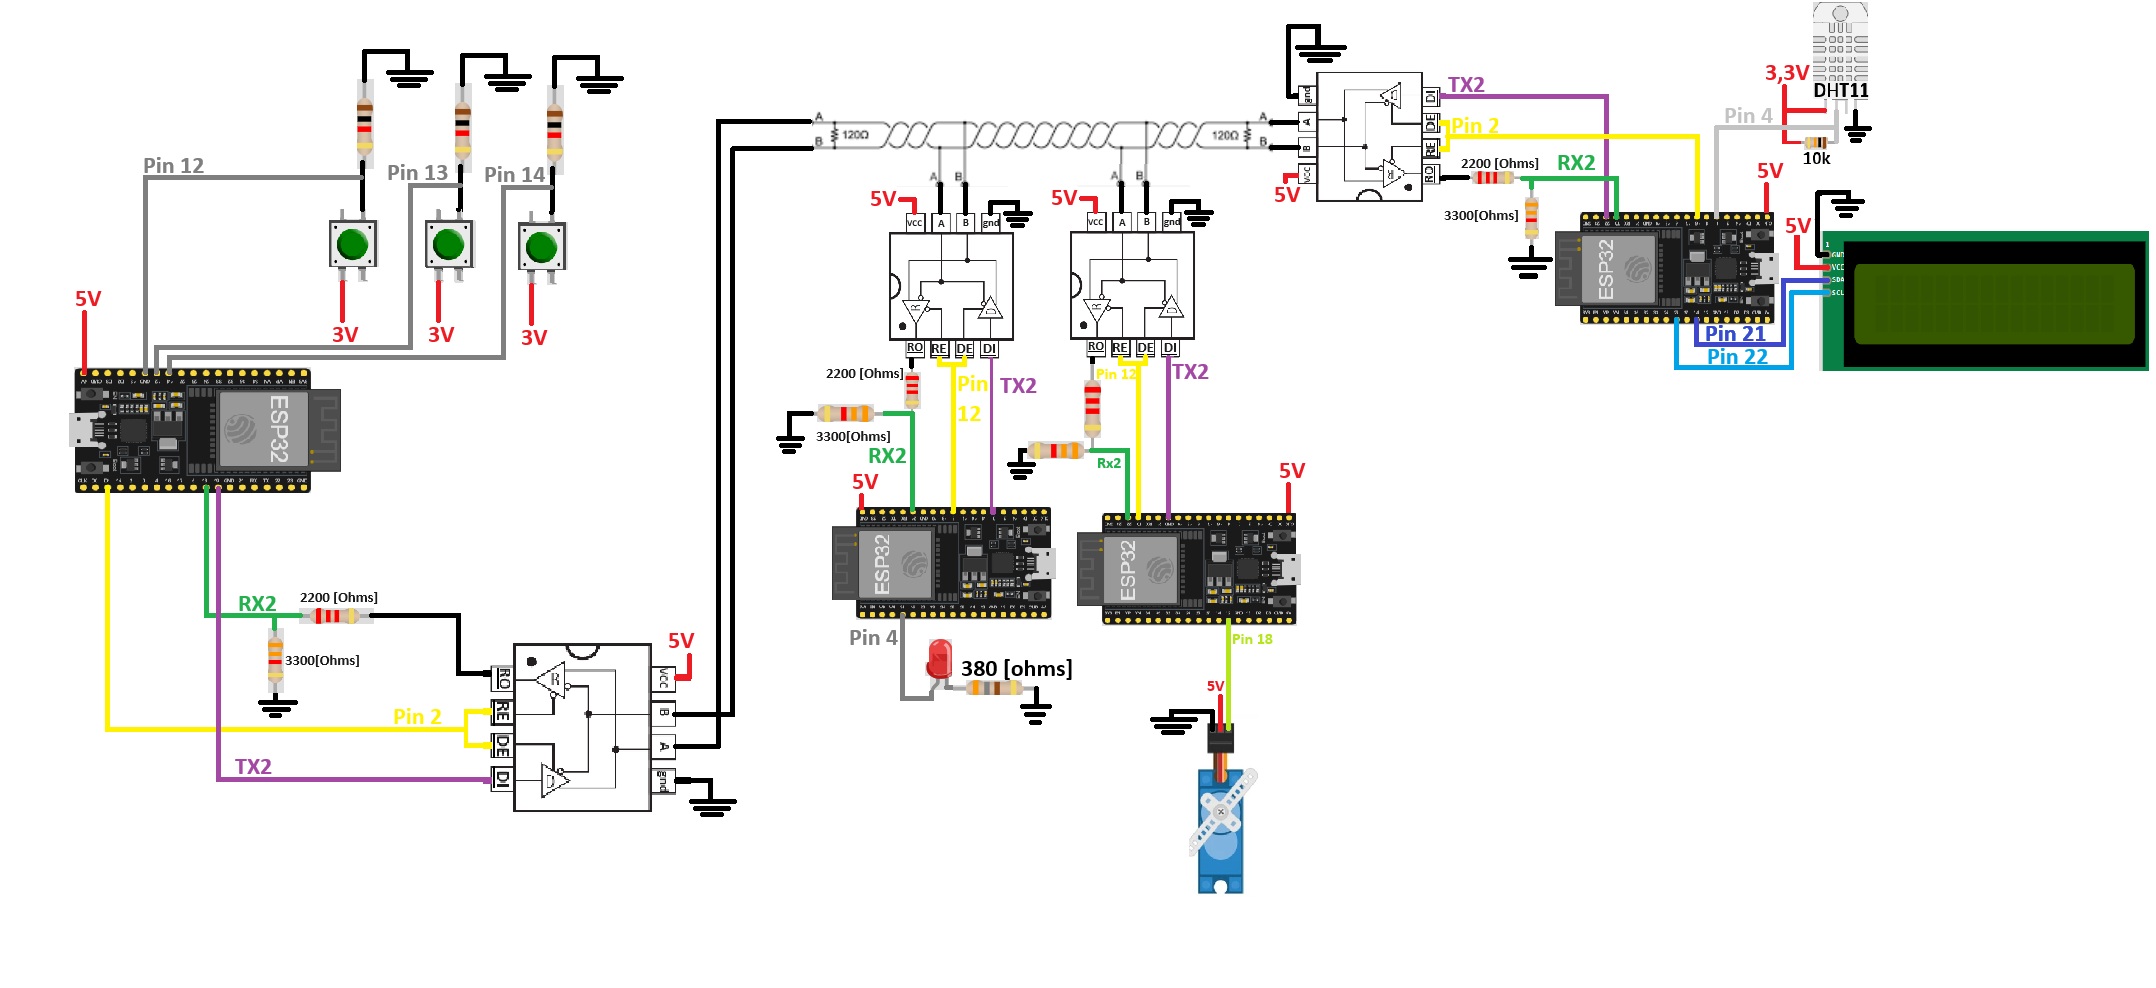 Pin 12
Pin 13
Pin 14
5V
3V
3V
3V
ESP32
RX2
2200 [Ohms]
3300[Ohms]
Pin 2
TX2
RO
RE
DE
DI
R
D
VCC
B
A
gnd
5V
A
B
120Ω
120Ω
A
B
A
B
A
B
5V
vcc
A
B
gnd
R
D
RO
RE
DE
DI
2200 [Ohms]
Pin
12
TX2
3300[Ohms]
RX2
5V
ESP32
Pin 4
380 [ohms]
5V
vcc
A
B
gnd
R
D
RO
RE
DE
DI
Pin 12
TX2
Rx2
5V
ESP32
Pin 18
5V
gnd
A
B
VCC
5V
D
R
DI
DE
RE
RO
TX2
Pin 2
2200 [Ohms]
RX2
3300[Ohms]
ESP32
5V
3,3V
DHT11
Pin 4
10k
5V
1
GND
VCC
SDA
SCL
Pin 21
Pin 22